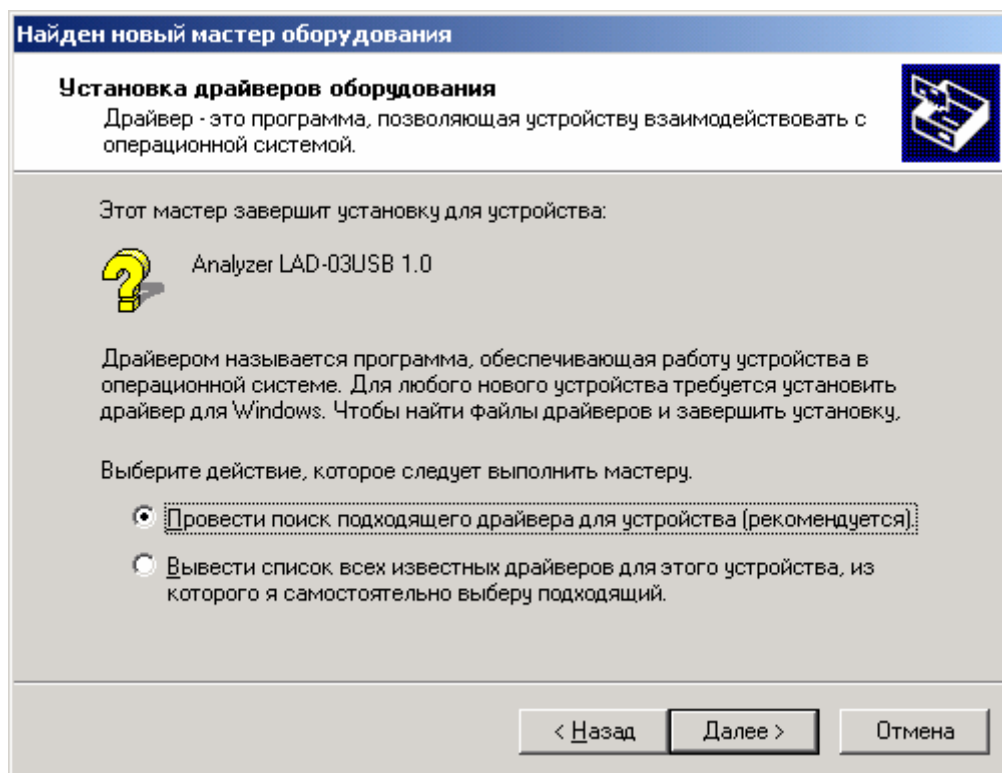 Найден новый мастер оборудования
Установка драйверов оборудования
Драйвер - это программа, позволяющая устройству взаимодействовать с
операционной системой.
Этот мастер завершит установку для устройства:
Analyzer LAD-03USB 1.0
Драйвером называется программа, обеспечивающая работу устройства в
операционной системе. Для любого нового устройства требуется установить
драйвер для Windows. Чтобы найти файлы драйверов и завершить установку,
Выберите действие, которое следует выполнить мастеру.
Провести поиск подходящего драйвера для устройства (рекомендуется).
Вывести список всех известных драйверов для этого устройства, из
которого я самостоятельно выберу подходящий.
< Назад Далее > Отмена